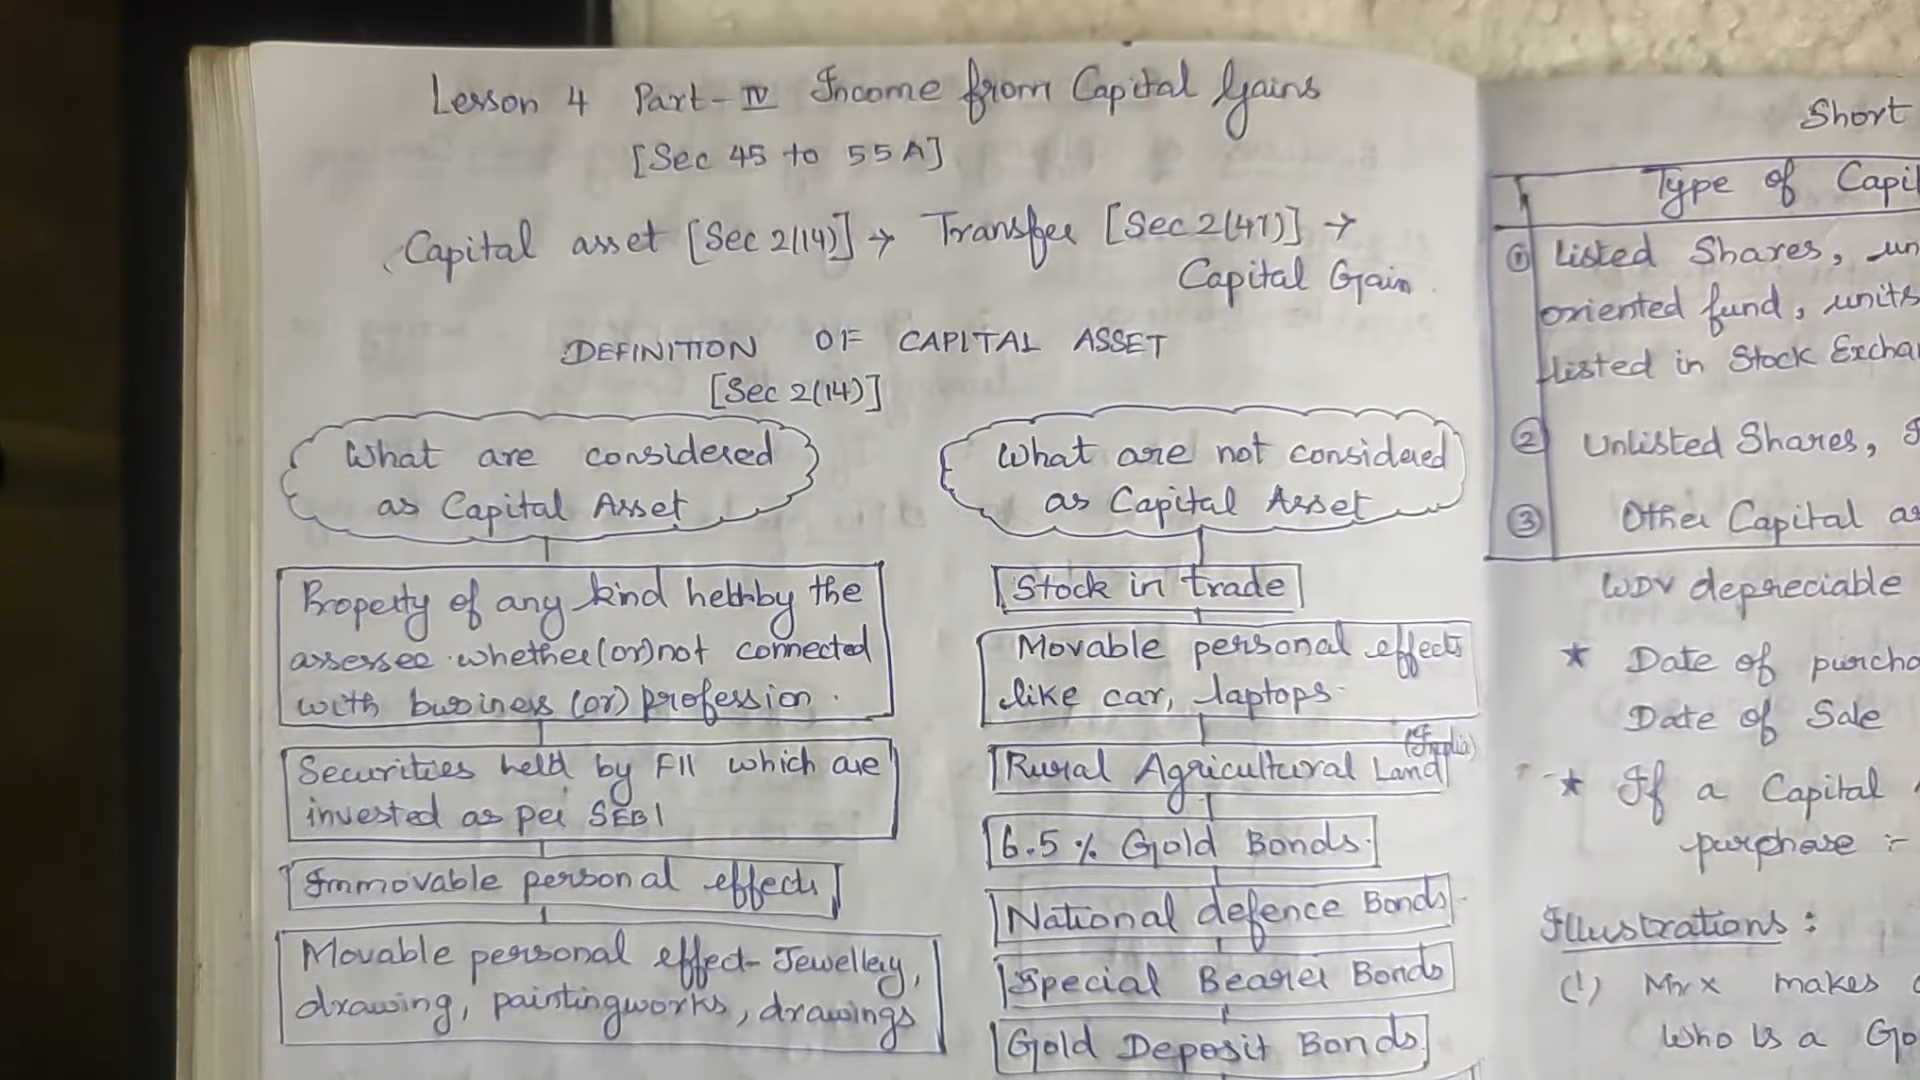 Lesson 4 Part-IV Income from Capital Gains
[Sec 45 to 55A]
Capital asset [Sec 2(14)] → Transfer [Sec 2(47)] →
Capital Gain
DEFINITION OF CAPITAL ASSET
[Sec 2(14)]
What are considered
as Capital Asset
Property of any kind held by the
assessee whether (or) not connected
with business (or) profession.
Securities held by FII which are
invested as per SEBI
Immovable personal effects
Movable personal effect- Jewellery,
drawing, painting works, drawings
What are not considered
as Capital Asset
Stock in trade
Movable personal effects
like car, laptops.
Rural Agricultural Land (India)
6.5% Gold Bonds.
National defence Bonds.
Special Bearer Bonds
Gold Deposit Bonds.
Short
Type of Capi
① Listed Shares, un
oriented fund, units
listed in Stock Excha
② Unlisted Shares,
③ Other Capital as
WDV depreciable
* Date of purcha
Date of Sale
* If a Capital
purchase :-
Illustrations :
(1) Mr X makes
Who is a Go